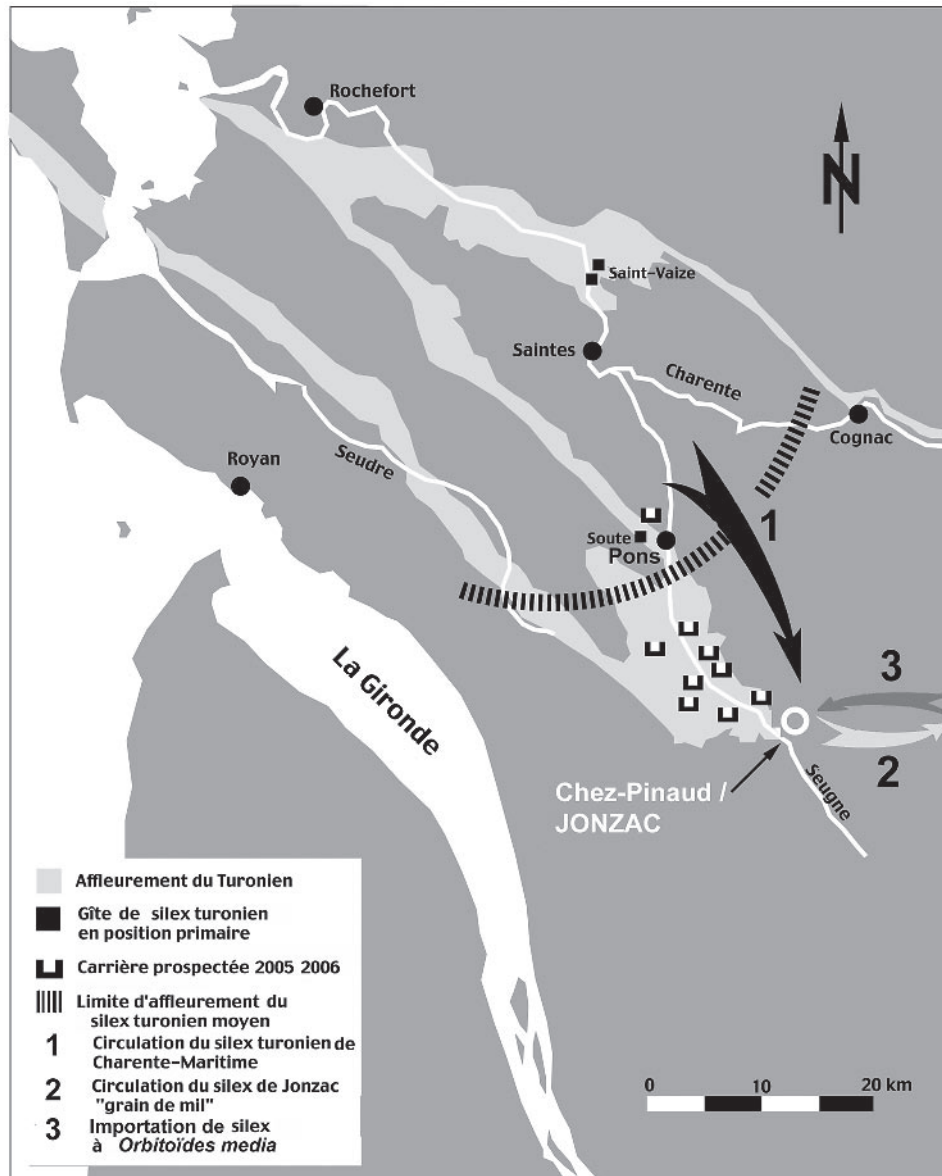 Rochefort
N
Saint-Vaize
Saintes
Charente
Cognac
Royan
Seudre
1
Soute
Pons
La Gironde
3
2
Chez-Pinaud /
JONZAC
Seugne
Affleurement du Turonien
Gîte de silex turonien
en position primaire
Carrière prospectée 2005 2006
Limite d'affleurement du
silex turonien moyen
1 Circulation du silex turonien de
Charente-Maritime
2 Circulation du silex de Jonzac
"grain de mil"
3 Importation de silex
à Orbitoïdes media
0 10 20 km